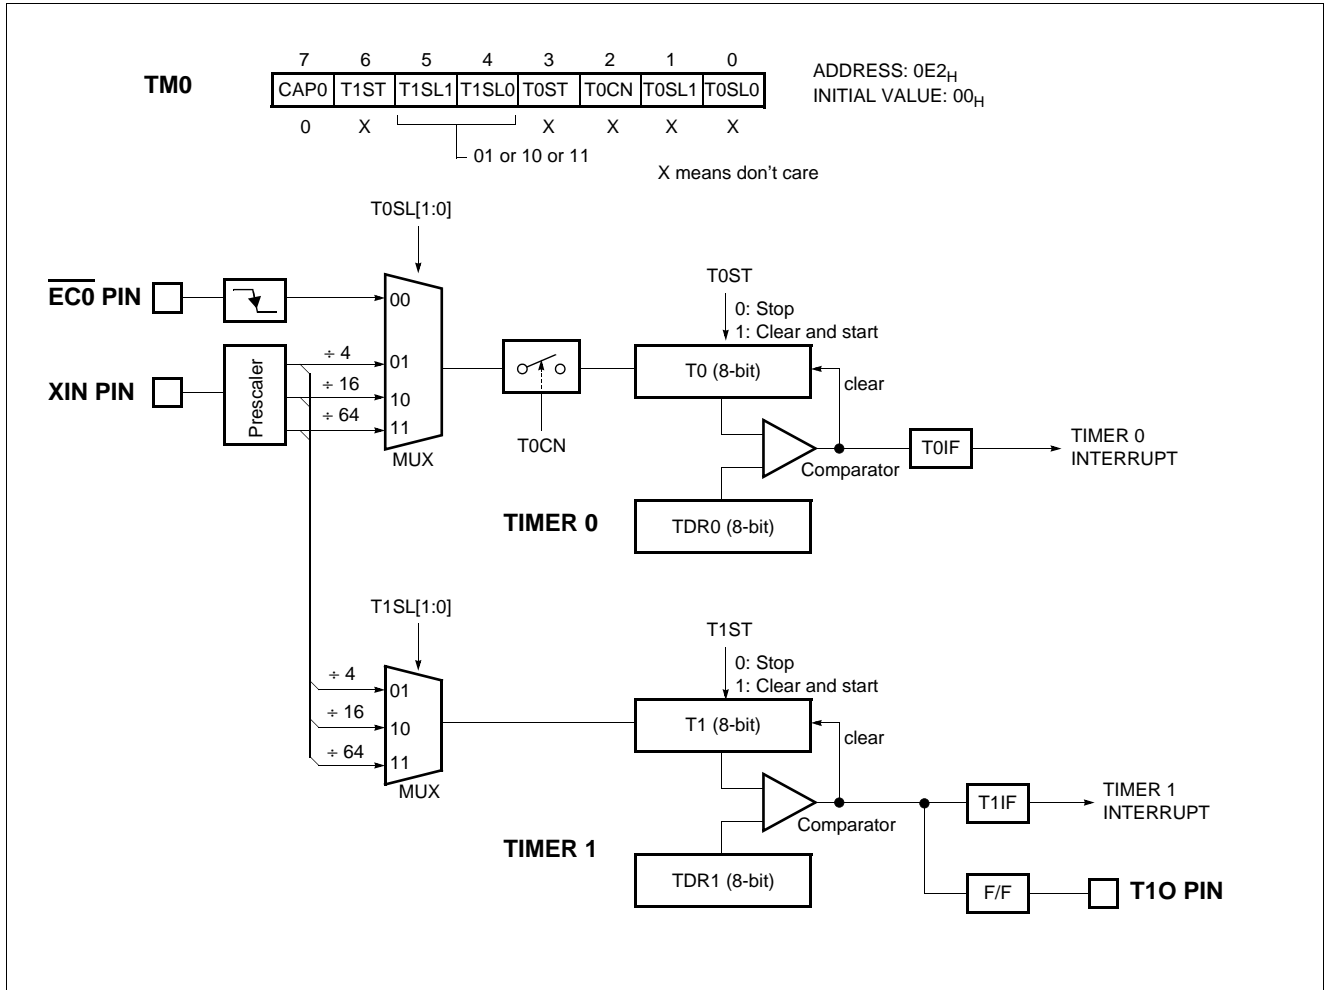 7 6 5 4 3 2 1 0
TM0 CAP0 T1ST T1SL1 T1SL0 T0ST T0CN T0SL1 T0SL0
ADDRESS: 0E2H
INITIAL VALUE: 00H
0 X X X X X
01 or 10 or 11
X means don't care
T0SL[1:0]
EC0 PIN
00
T0ST
0: Stop
1: Clear and start
XIN PIN
Prescaler
÷ 4
01
÷ 16
10
÷ 64
11
MUX
T0CN
T0 (8-bit)
clear
Comparator
T0IF
TIMER 0
INTERRUPT
TIMER 0
TDR0 (8-bit)
T1SL[1:0]
T1ST
0: Stop
1: Clear and start
÷ 4
01
÷ 16
10
÷ 64
11
MUX
T1 (8-bit)
clear
Comparator
T1IF
TIMER 1
INTERRUPT
TIMER 1
TDR1 (8-bit)
F/F
T1O PIN